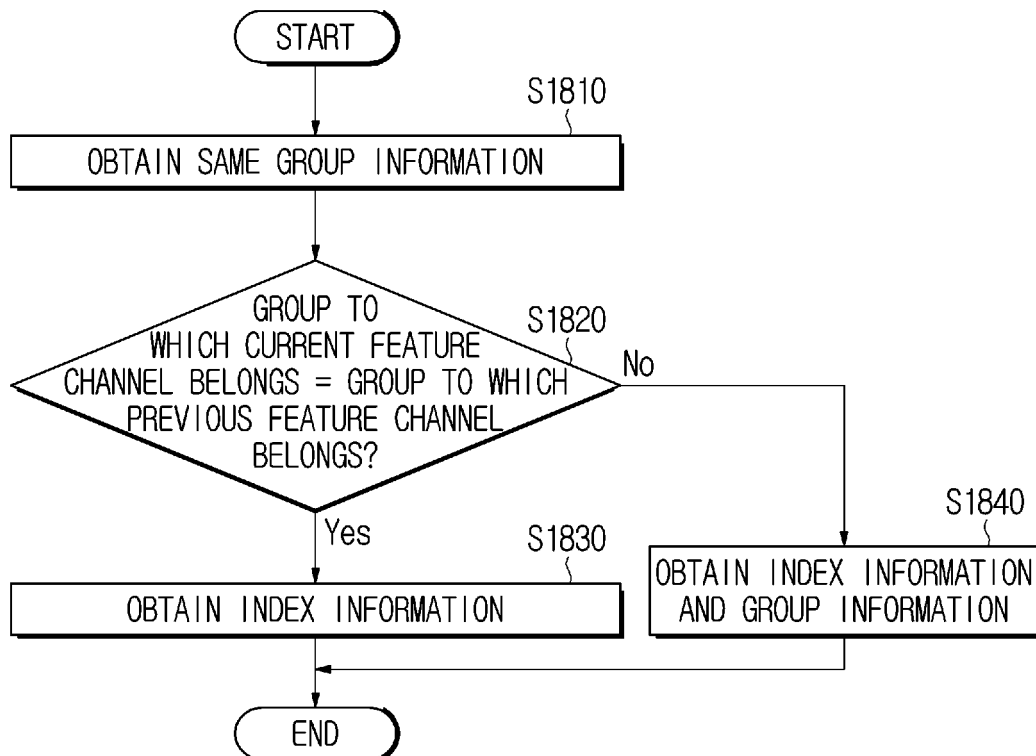 START
S1810
OBTAIN SAME GROUP INFORMATION
GROUP TO
WHICH CURRENT FEATURE
CHANNEL BELONGS = GROUP TO WHICH
PREVIOUS FEATURE CHANNEL
BELONGS?
S1820
No
Yes
S1830
OBTAIN INDEX INFORMATION
S1840
OBTAIN INDEX INFORMATION
AND GROUP INFORMATION
END